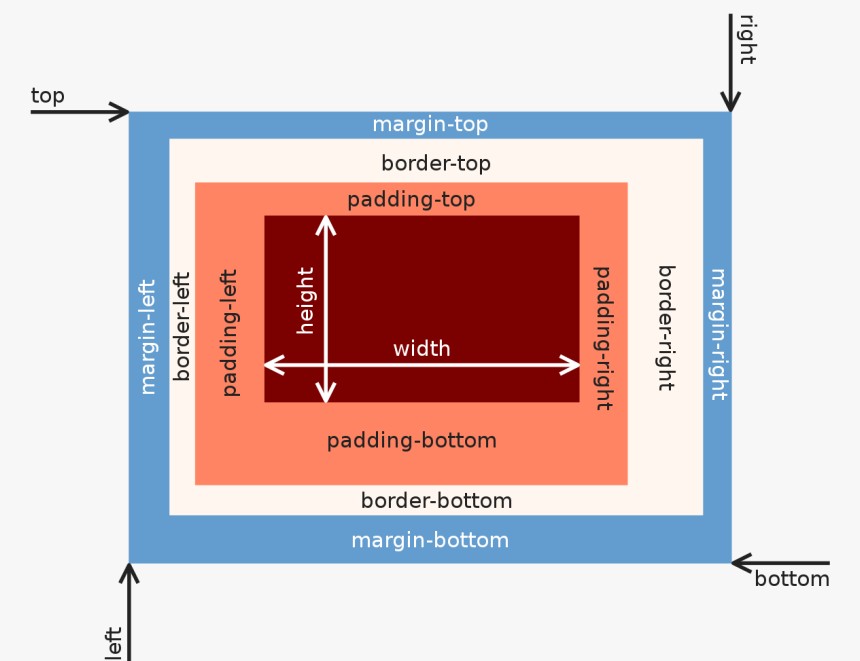 right
top
margin-top
border-top
padding-top
margin-left
border-left
padding-left
height
width
padding-right
border-right
margin-right
padding-bottom
border-bottom
margin-bottom
bottom
left